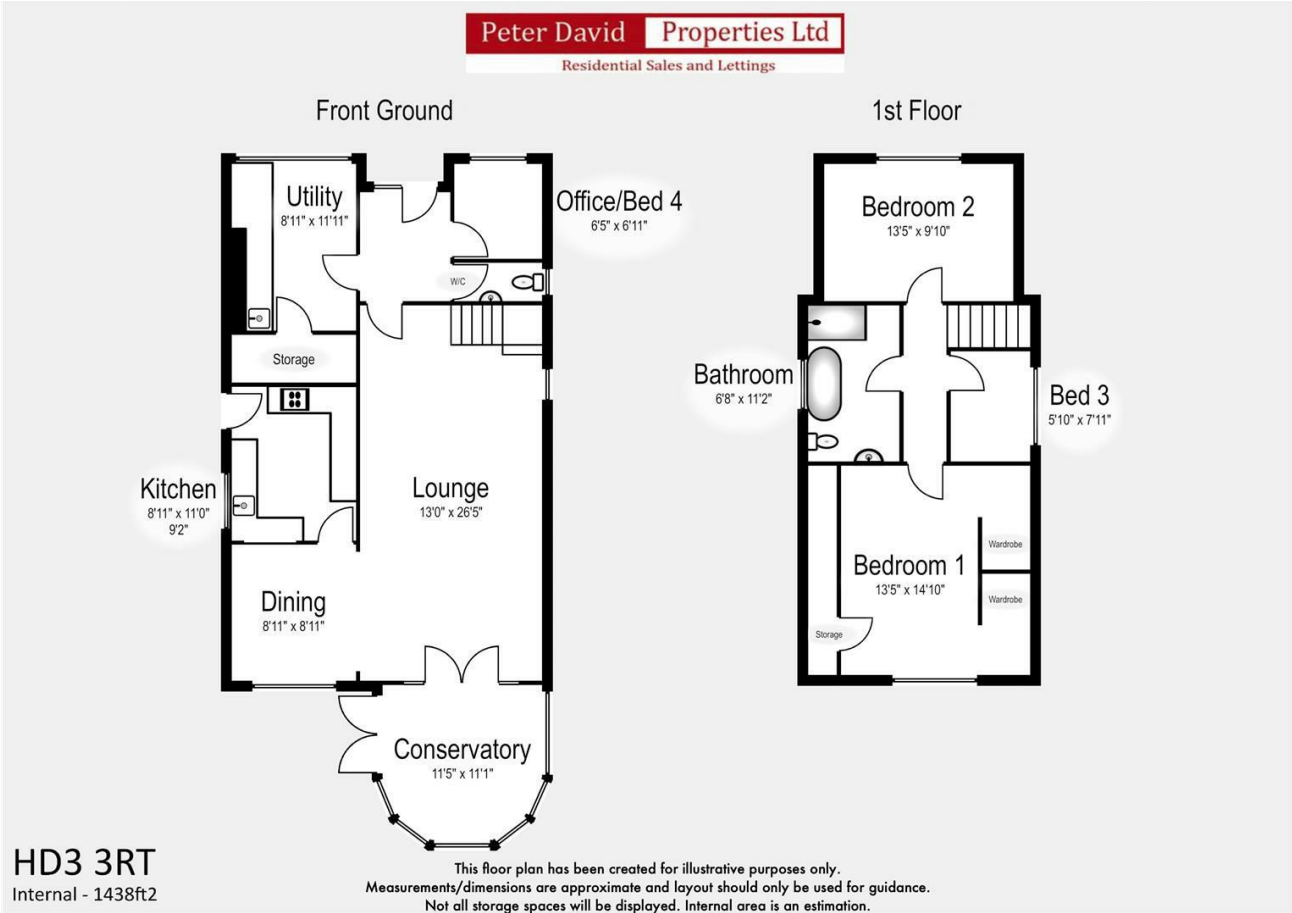 Peter David Properties Ltd
Residential Sales and Lettings
Front Ground
1st Floor
Utility
8'11" x 11'11"
Office/Bed 4
6'5" x 6'11"
W/C
Storage
Kitchen
8'11" x 11'0"
9'2"
Lounge
13'0" x 26'5"
Dining
8'11" x 8'11"
Conservatory
11'5" x 11'1"
Bedroom 2
13'5" x 9'10"
Bathroom
6'8" x 11'2"
Bed 3
5'10" x 7'11"
Bedroom 1
13'5" x 14'10"
Wardrobe
Wardrobe
Storage
HD3 3RT
Internal - 1438ft2
This floor plan has been created for illustrative purposes only.
Measurements/dimensions are approximate and layout should only be used for guidance.
Not all storage spaces will be displayed. Internal area is an estimation.